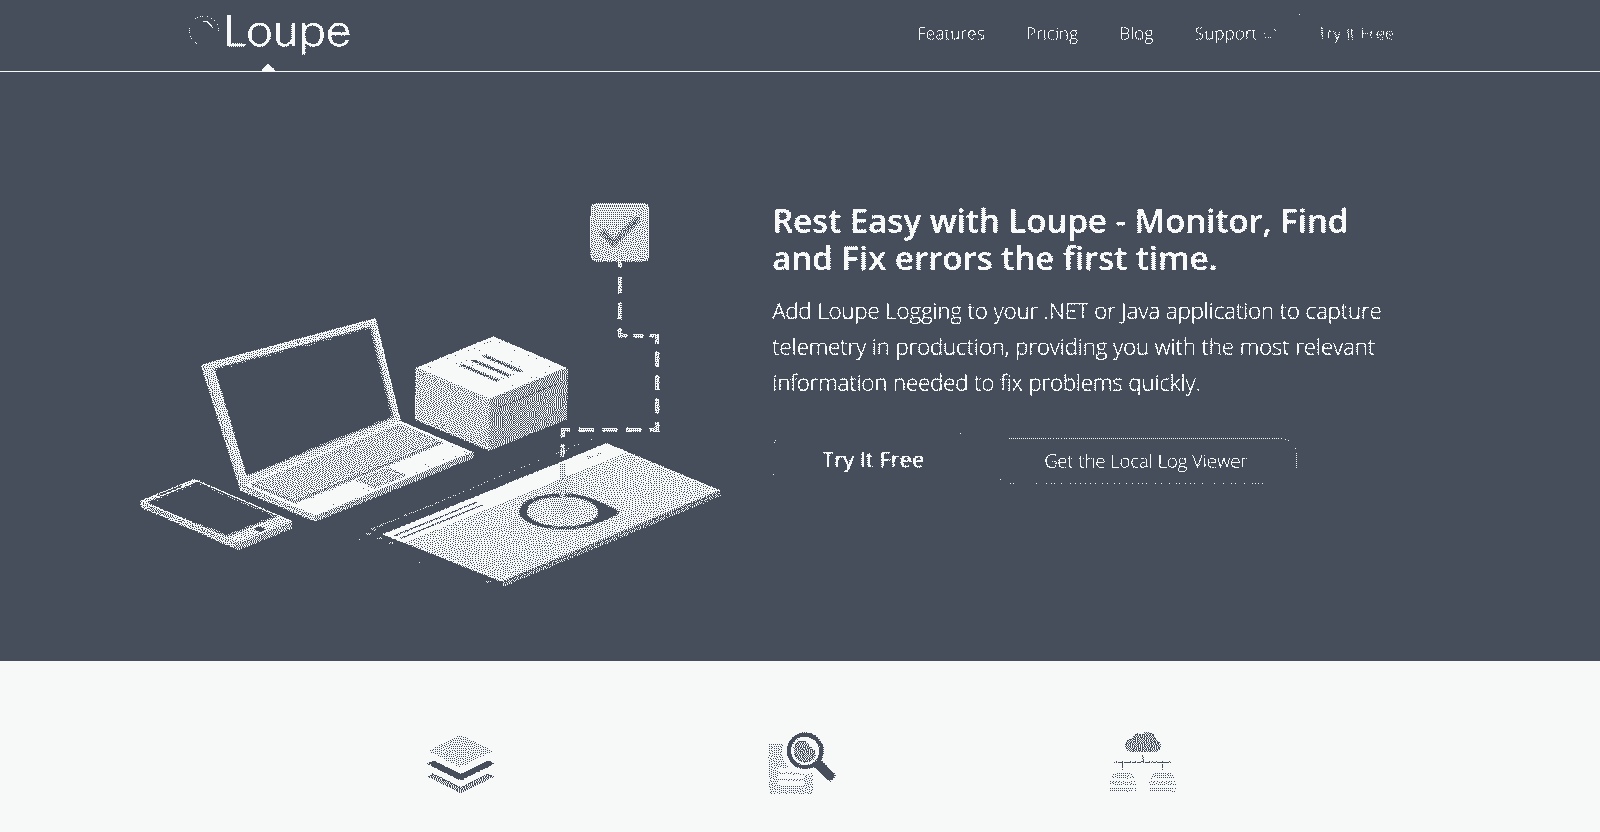 Loupe
Features Pricing Blog Support Try It Free
Rest Easy with Loupe - Monitor, Find
and Fix errors the first time.
Add Loupe Logging to your .NET or Java application to capture
telemetry in production, providing you with the most relevant
information needed to fix problems quickly.
Try It Free Get the Local Log Viewer